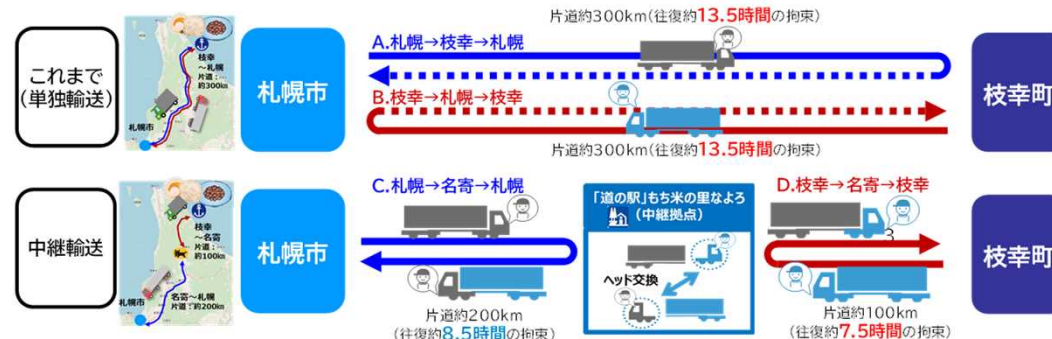 これまで
(単独輸送)
枝幸
～札幌
片道：
約300km
札幌市
札幌市
片道約300km(往復約13.5時間の拘束)
A.札幌→枝幸→札幌
B.枝幸→札幌→枝幸
片道約300km(往復約13.5時間の拘束)
枝幸町
中継輸送
枝幸
～名寄
片道：
約100km
札幌市
名寄～札幌
片道：約200km
札幌市
C.札幌→名寄→札幌
片道約200km
(往復約8.5時間の拘束)
「道の駅」もち米の里なよろ
(中継拠点)
ヘッド交換
D.枝幸→名寄→枝幸
3
片道約100km
(往復約7.5時間の拘束)
枝幸町